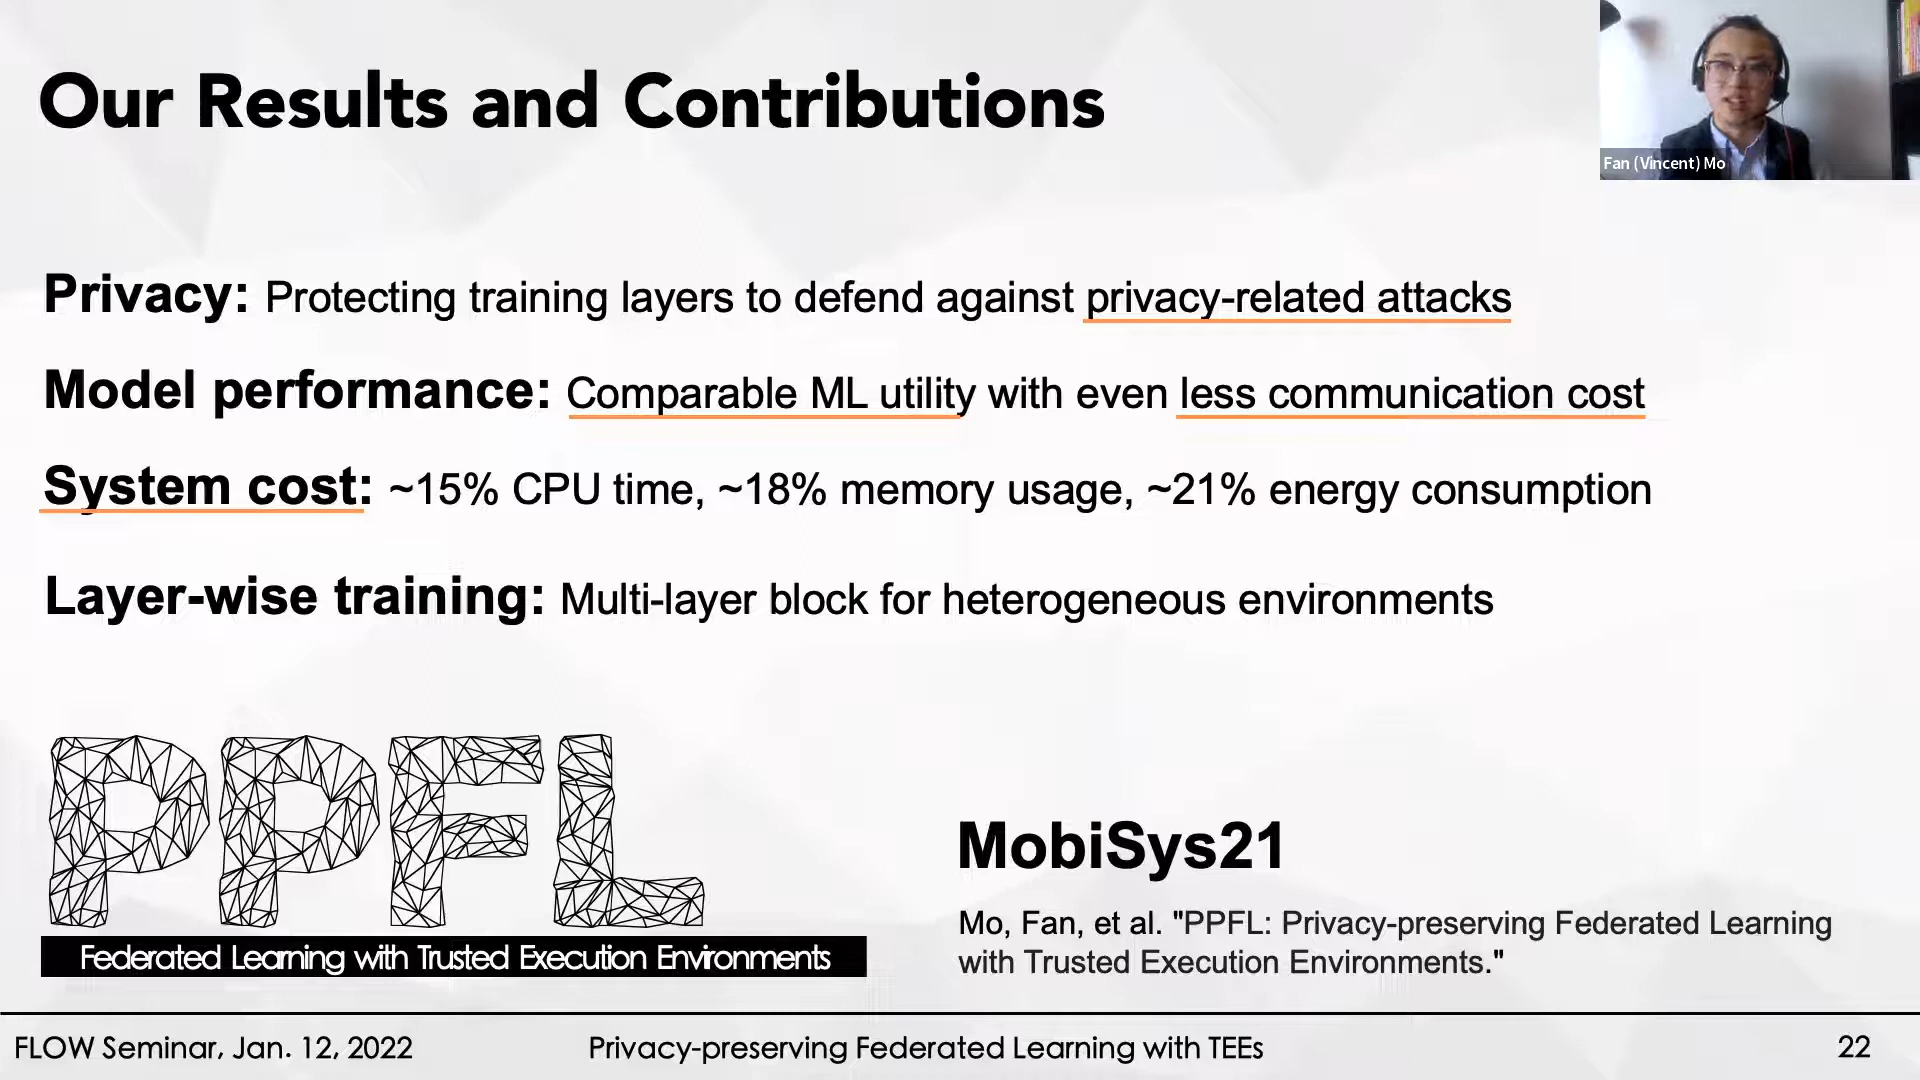 Our Results and Contributions
Fan (Vincent) Mo
Privacy: Protecting training layers to defend against privacy-related attacks
Model performance: Comparable ML utility with even less communication cost
System cost: ~15% CPU time, ~18% memory usage, ~21% energy consumption
Layer-wise training: Multi-layer block for heterogeneous environments
PPFL
Federated Learning with Trusted Execution Environments
MobiSys21
Mo, Fan, et al. "PPFL: Privacy-preserving Federated Learning
with Trusted Execution Environments."
FLOW Seminar, Jan. 12, 2022
Privacy-preserving Federated Learning with TEEs
22